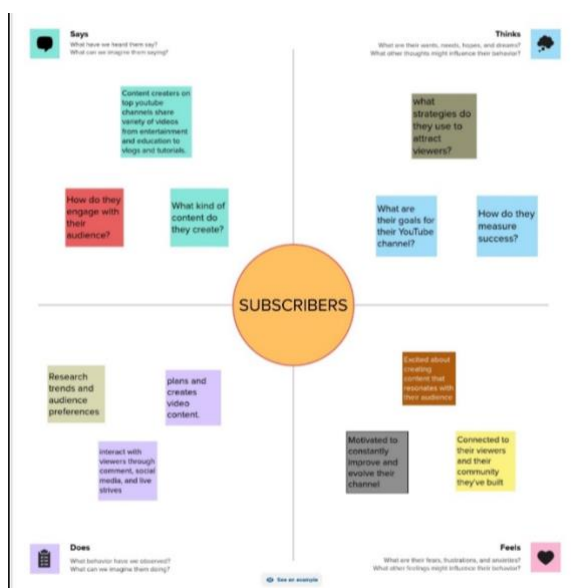 Says
What have we heard them say?
What can we imagine them saying?
Thinks
What are their wants, needs, hopes, and dreams?
What other thoughts might influence their behavior?
Content creaters on
top youtube
channels share
variety of videos
from entertainment
and education to
vlogs and tutorials.
How do they
engage with
their
audience?
What kind of
content do
they create?
what
strategies do
they use to
attract
viewers?
What are
their goals for
their YouTube
channel?
How do they
measure
success?
SUBSCRIBERS
Research
trends and
audience
preferences
plans and
creates
video
content.
interact with
viewers through
comment, social
media, and live
strives
Excited about
creating
content that
resonates with
their audience
Motivated to
constantly
improve and
evolve their
channel
Connected to
their viewers
and their
community
they've built
Does
What behavior have we observed?
What can we imagine them doing?
Feels
What are their fears, frustrations, and anxieties?
What other feelings might influence their behavior?
See an example